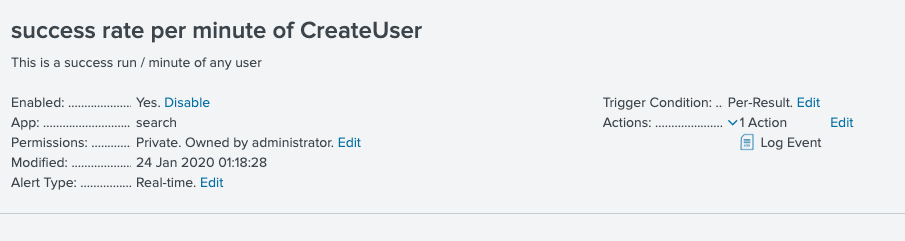 success rate per minute of CreateUser
This is a success run / minute of any user
Enabled: .................. Yes. Disable
App: ......................... search
Permissions: ........... Private. Owned by administrator. Edit
Modified: ................. 24 Jan 2020 01:18:28
Alert Type: .............. Real-time. Edit
Trigger Condition: .. Per-Result. Edit
Actions: .................... 1 Action Edit
Log Event